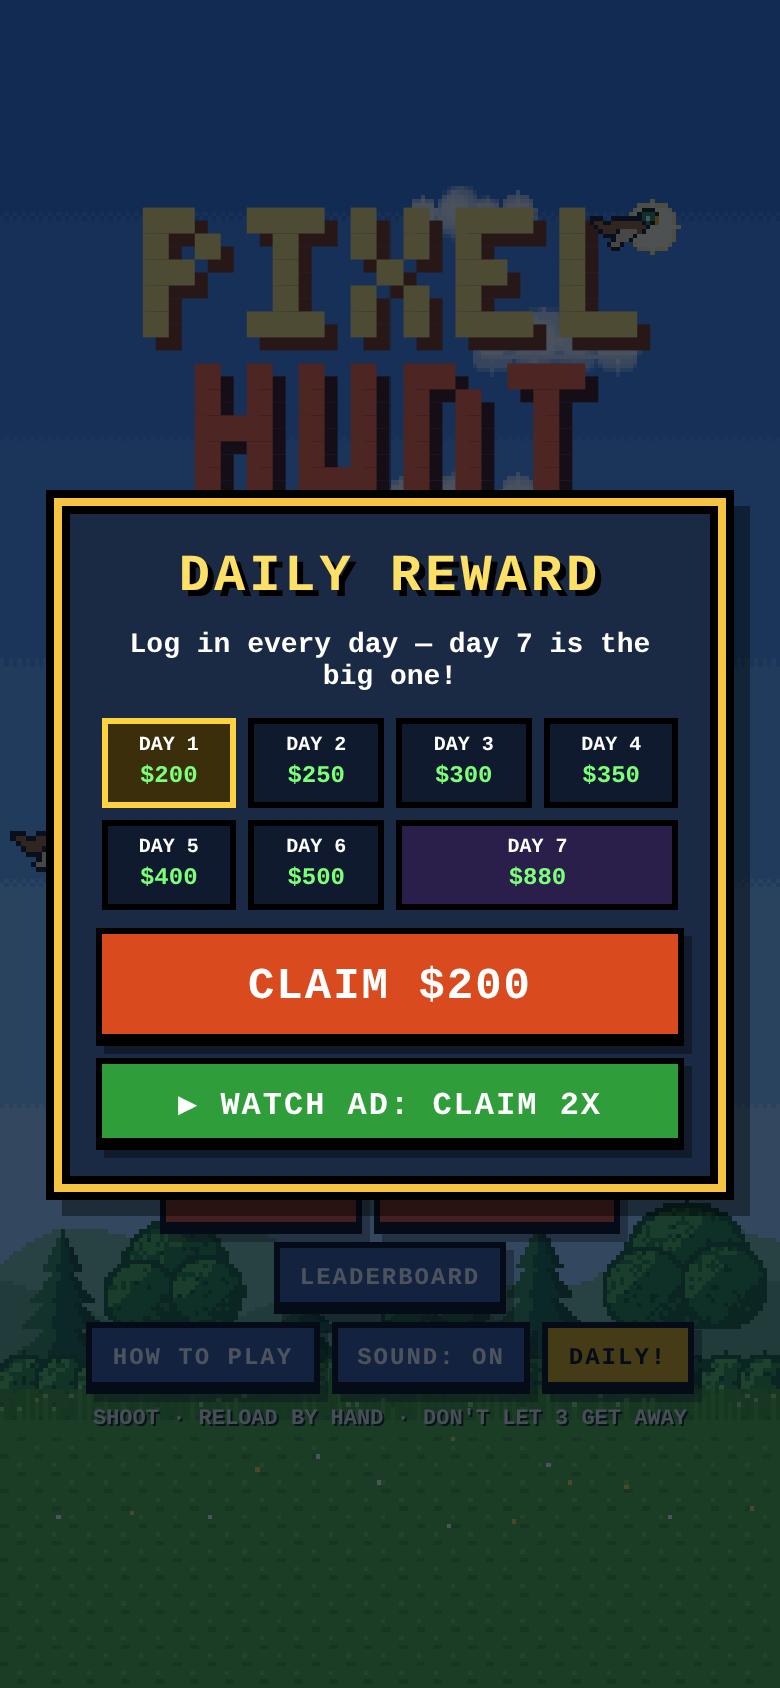 PIXEL
HUNT
DAILY REWARD
Log in every day — day 7 is the
big one!
DAY 1
$200
DAY 2
$250
DAY 3
$300
DAY 4
$350
DAY 5
$400
DAY 6
$500
DAY 7
$880
CLAIM $200
▶ WATCH AD: CLAIM 2X
LEADERBOARD
HOW TO PLAY
SOUND: ON
DAILY!
SHOOT · RELOAD BY HAND · DON'T LET 3 GET AWAY